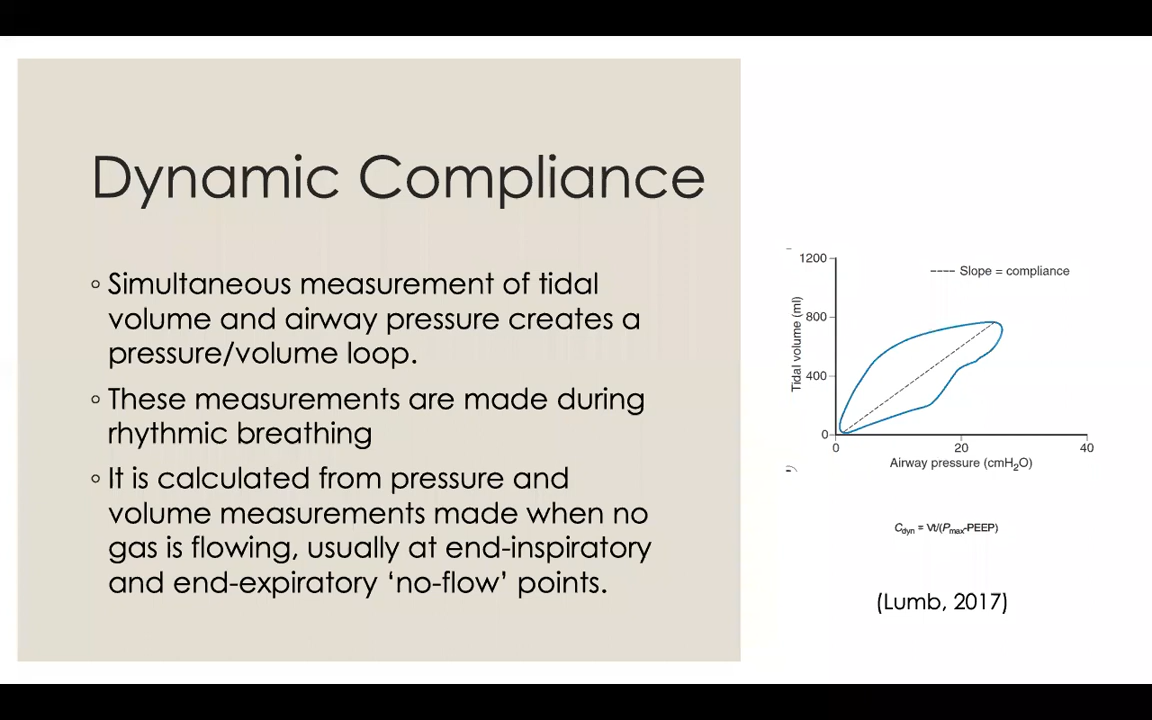 Dynamic Compliance
◦ Simultaneous measurement of tidal
volume and airway pressure creates a
pressure/volume loop.
◦ These measurements are made during
rhythmic breathing
◦ It is calculated from pressure and
volume measurements made when no
gas is flowing, usually at end-inspiratory
and end-expiratory ‘no-flow’ points.
1200
---- Slope = compliance
800
Tidal volume (ml)
400
0
0 20 40
Airway pressure (cmH₂O)
Cdyn = Vt/(Pmax-PEEP)
(Lumb, 2017)